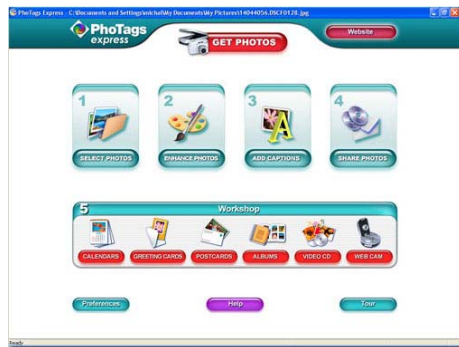 PhoTags Express - C:\Documents and Settings\michal\My Documents\My Pictures\14044056.DSCF0128.jpg
PhoTags
express
GET PHOTOS
Website
1
2
3
4
SELECT PHOTOS
ENHANCE PHOTOS
ADD CAPTIONS
SHARE PHOTOS
5
Workshop
CALENDARS
GREETING CARDS
POSTCARDS
ALBUMS
VIDEO CD
WEB CAM
Preferences
Help
Tour
Ready